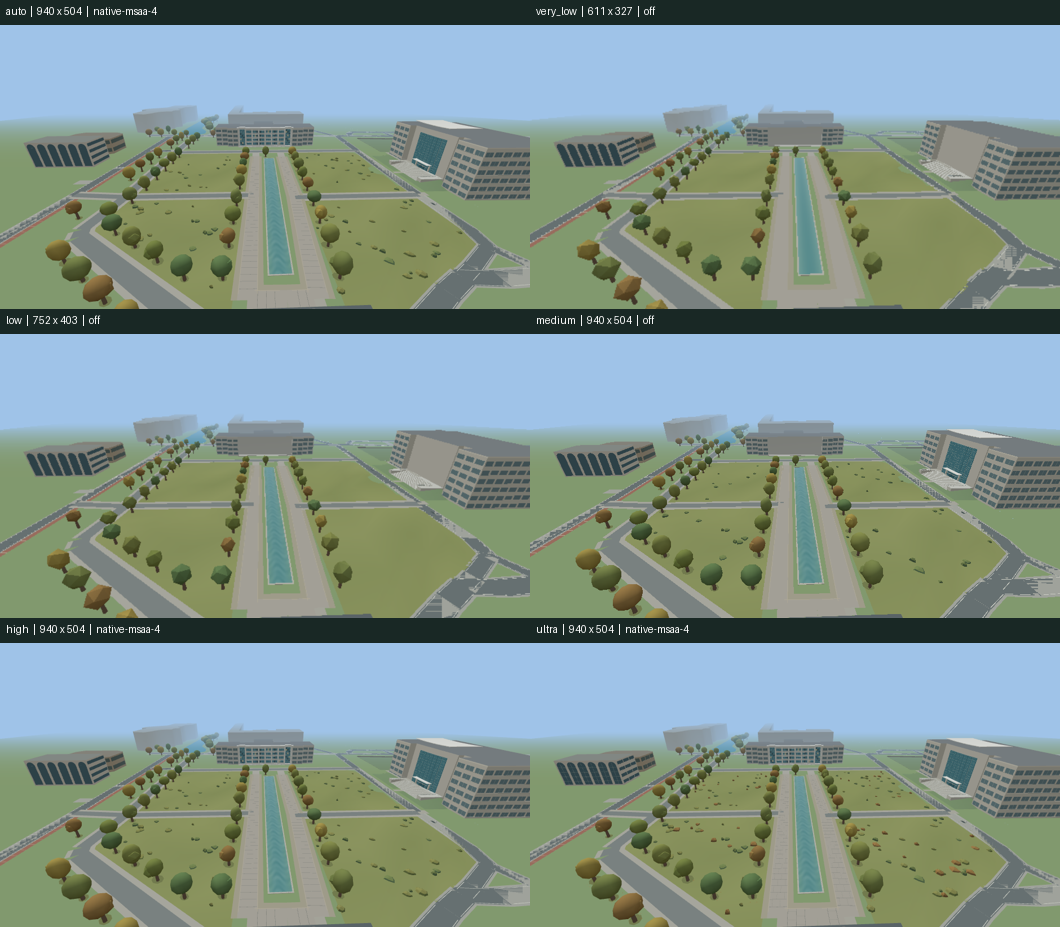 auto | 940 x 504 | native-msaa-4
very_low | 611 x 327 | off
low | 752 x 403 | off
medium | 940 x 504 | off
high | 940 x 504 | native-msaa-4
ultra | 940 x 504 | native-msaa-4